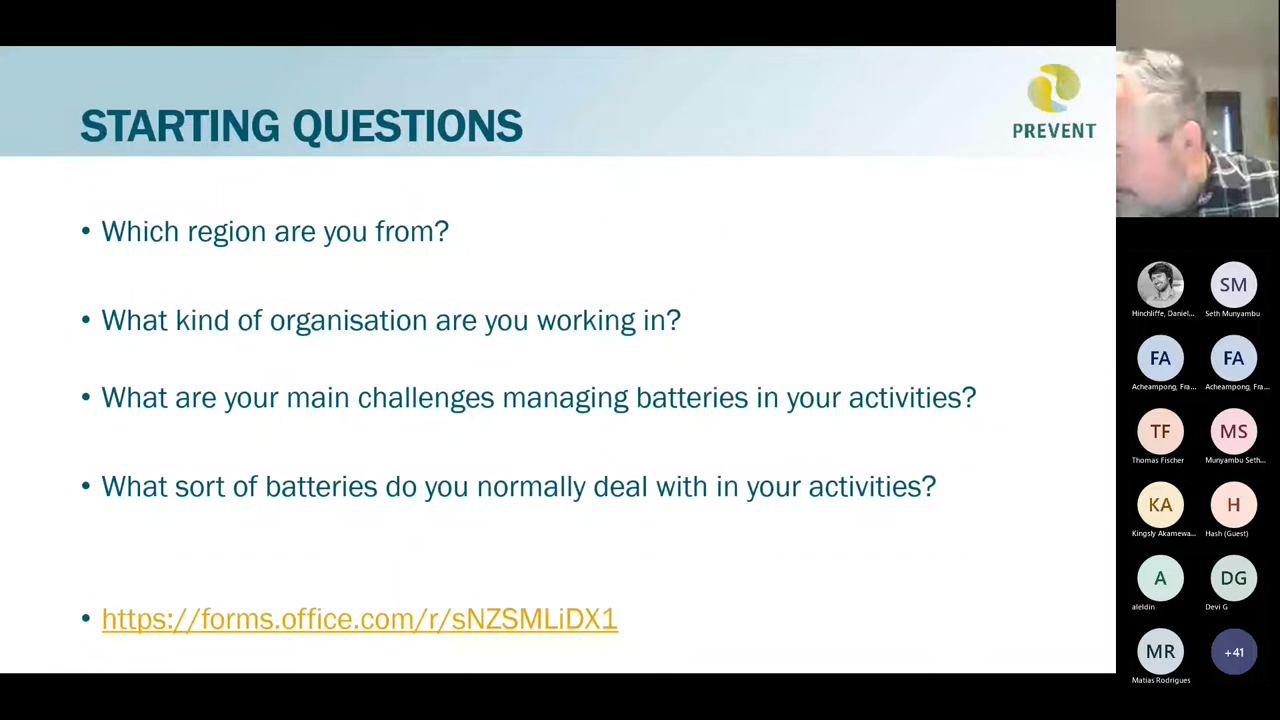 STARTING QUESTIONS
PREVENT
• Which region are you from?
• What kind of organisation are you working in?
• What are your main challenges managing batteries in your activities?
• What sort of batteries do you normally deal with in your activities?
• https://forms.office.com/r/sNZSMLiDX1
Hinchliffe, Daniel...
SM
Seth Munyambu
FA
Acheampong, Fra...
FA
Acheampong, Fra...
TF
Thomas Fischer
MS
Munyambu Seth...
KA
Kingsly Akamewa...
H
Hash (Guest)
A
aleldin
DG
Devi G
MR
Matias Rodrigues
+41